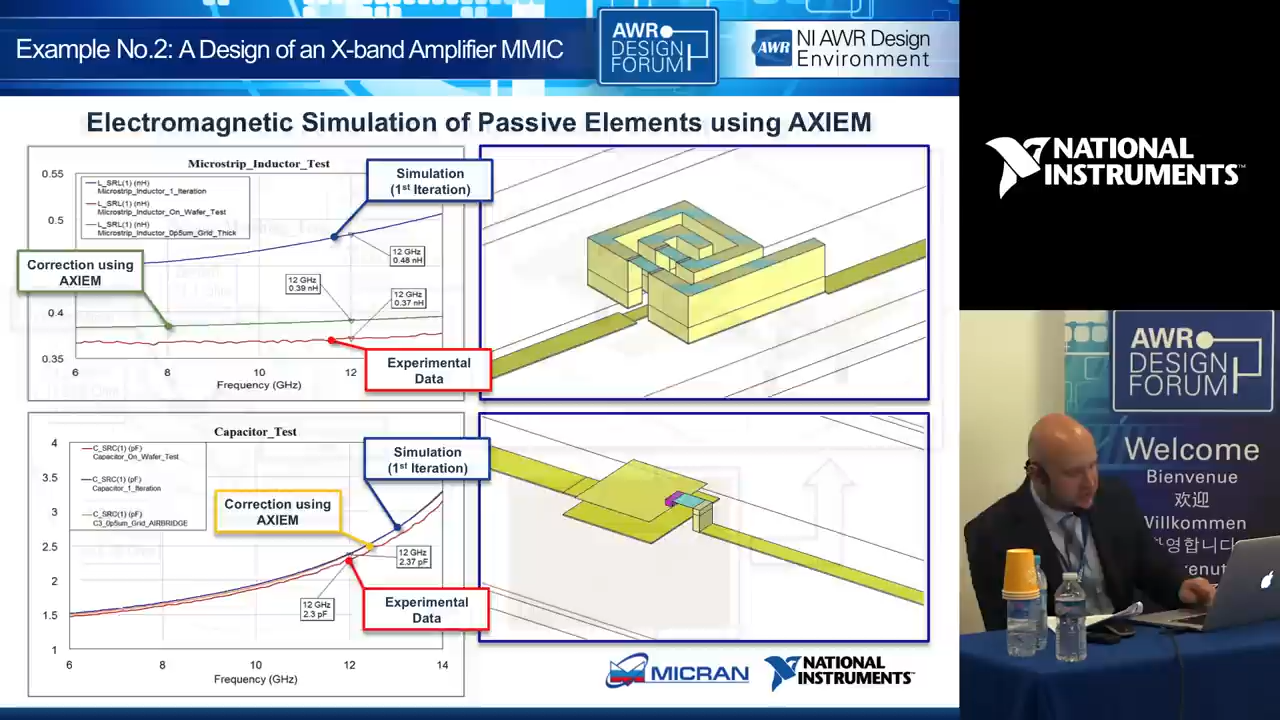 Example No.2: A Design of an X-band Amplifier MMIC
AWR
DESIGN
FORUM
AWR
NI AWR Design
Environment
Electromagnetic Simulation of Passive Elements using AXIEM
Microstrip_Inductor_Test
0.55
0.5
0.4
0.35
L_SRL(1) (nH)
Microstrip_Inductor_1_Iteration
L_SRL(1) (nH)
Microstrip_Inductor_On_Wafer_Test
L_SRL(1) (nH)
Microstrip_Inductor_0p5um_Grid_Thick
Simulation
(1st Iteration)
Correction using
AXIEM
12 GHz
0.48 nH
12 GHz
0.39 nH
12 GHz
0.37 nH
Experimental
Data
6
8
10
12
Frequency (GHz)
Capacitor_Test
4
3.5
3
2.5
2
1.5
1
C_SRC(1) (pF)
Capacitor_On_Wafer_Test
C_SRC(1) (pF)
Capacitor_1_Iteration
C_SRC(1) (pF)
C3_0p5um_Grid_AIRBRIDGE
Simulation
(1st Iteration)
Correction using
AXIEM
12 GHz
2.37 pF
12 GHz
2.3 pF
Experimental
Data
6
8
10
12
14
Frequency (GHz)
MICRAN
NATIONAL
INSTRUMENTS
NATIONAL
INSTRUMENTS
AWR
DESIGN
FORUM
Welcome
Bienvenue
欢迎
Villkommen